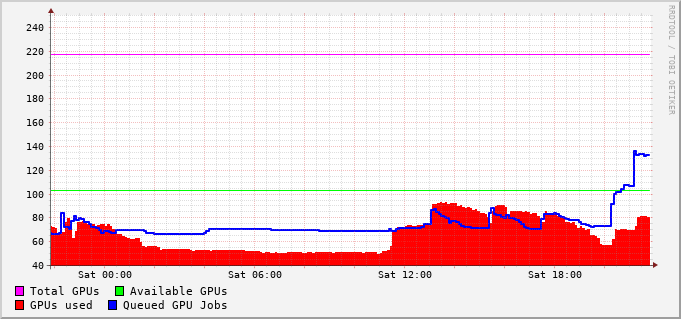 240
220
200
180
160
140
120
100
80
60
40
Sat 00:00 Sat 06:00 Sat 12:00 Sat 18:00
Total GPUs Available GPUs
GPUs used Queued GPU Jobs
RRDTOOL / TOBI OETIKER